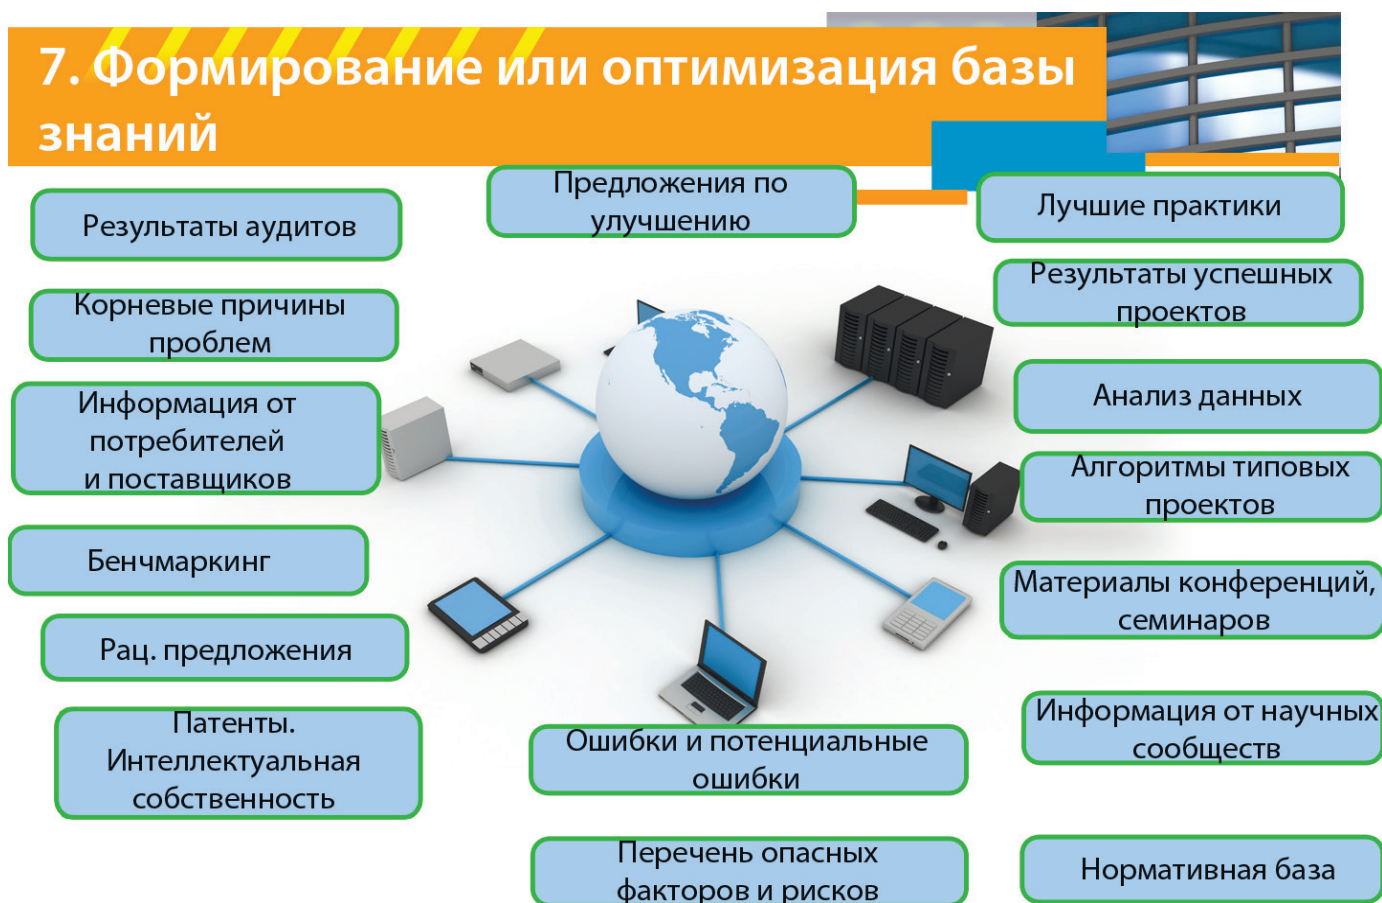 7. Формирование или оптимизация базы
знаний
Предложения по
улучшению
Лучшие практики
Результаты аудитов
Результаты успешных
проектов
Корневые причины
проблем
Анализ данных
Информация от
потребителей
и поставщиков
Алгоритмы типовых
проектов
Бенчмаркинг
Материалы конференций,
семинаров
Рац. предложения
Информация от научных
сообществ
Патенты.
Интеллектуальная
собственность
Ошибки и потенциальные
ошибки
Перечень опасных
факторов и рисков
Нормативная база